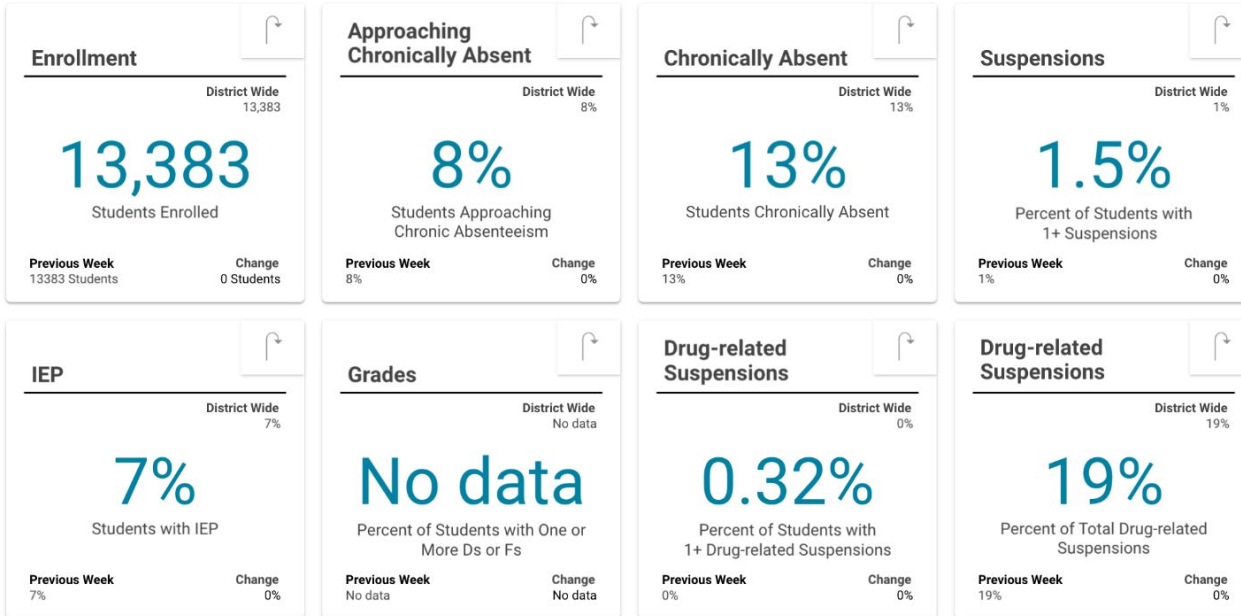 Enrollment
District Wide
13,383
13,383
Students Enrolled
Previous Week Change
13383 Students 0 Students
Approaching
Chronically Absent
District Wide
8%
8%
Students Approaching
Chronic Absenteeism
Previous Week Change
8% 0%
Chronically Absent
District Wide
13%
13%
Students Chronically Absent
Previous Week Change
13% 0%
Suspensions
District Wide
1%
1.5%
Percent of Students with
1+ Suspensions
Previous Week Change
1% 0%
IEP
District Wide
7%
7%
Students with IEP
Previous Week Change
7% 0%
Grades
District Wide
No data
No data
Percent of Students with One or
More Ds or Fs
Previous Week Change
No data No data
Drug-related
Suspensions
District Wide
0%
0.32%
Percent of Students with
1+ Drug-related Suspensions
Previous Week Change
0% 0%
Drug-related
Suspensions
District Wide
19%
19%
Percent of Total Drug-related
Suspensions
Previous Week Change
19% 0%